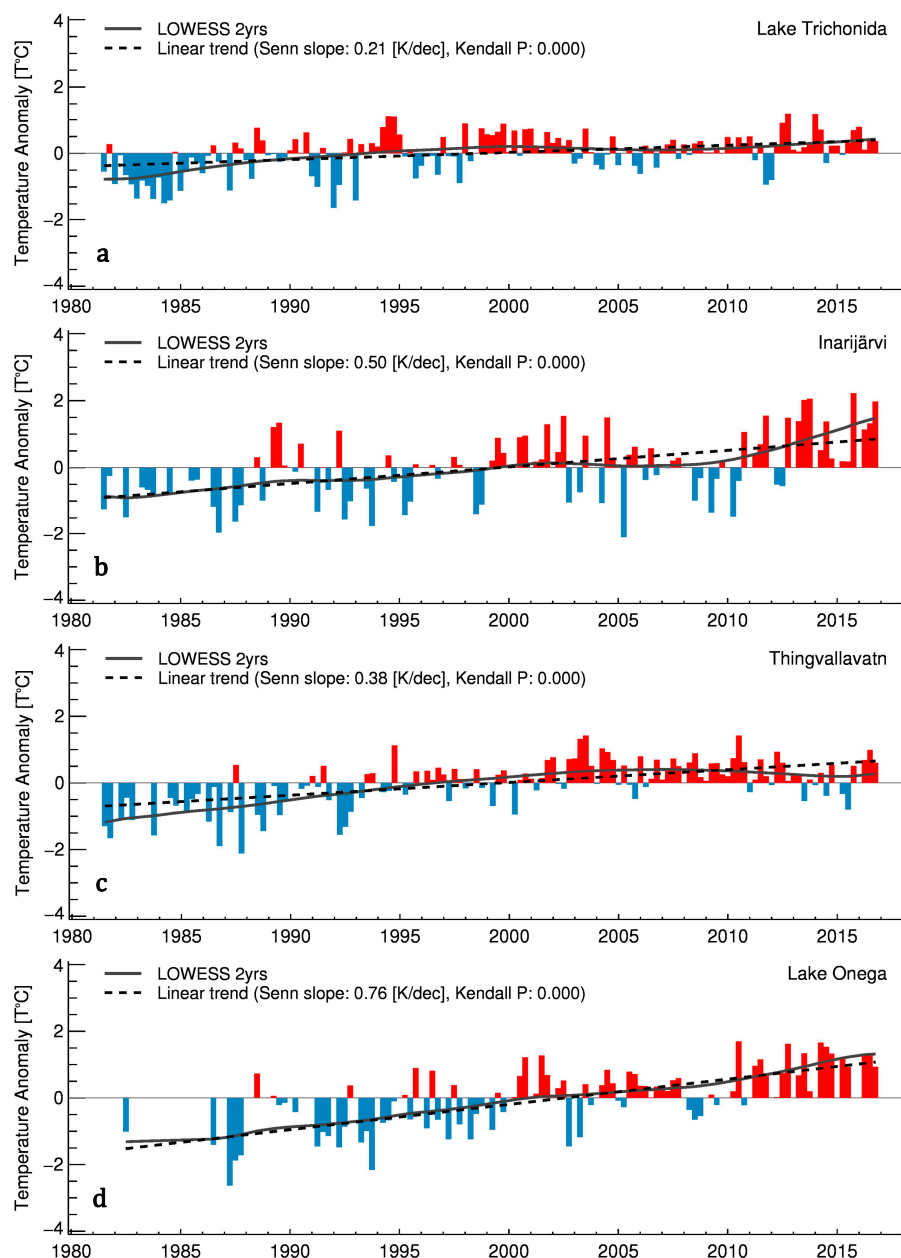 LOWESS 2yrs
Lake Trichonida
Linear trend (Senn slope: 0.21 [K/dec], Kendall P: 0.000)
Temperature Anomaly [T°C]
4
2
0
−2
−4
a
1980 1985 1990 1995 2000 2005 2010 2015
LOWESS 2yrs
Inarijärvi
Linear trend (Senn slope: 0.50 [K/dec], Kendall P: 0.000)
Temperature Anomaly [T°C]
4
2
0
−2
−4
b
1980 1985 1990 1995 2000 2005 2010 2015
LOWESS 2yrs
Thingvallavatn
Linear trend (Senn slope: 0.38 [K/dec], Kendall P: 0.000)
Temperature Anomaly [T°C]
4
2
0
−2
−4
c
1980 1985 1990 1995 2000 2005 2010 2015
LOWESS 2yrs
Lake Onega
Linear trend (Senn slope: 0.76 [K/dec], Kendall P: 0.000)
Temperature Anomaly [T°C]
4
2
0
−2
−4
d
1980 1985 1990 1995 2000 2005 2010 2015